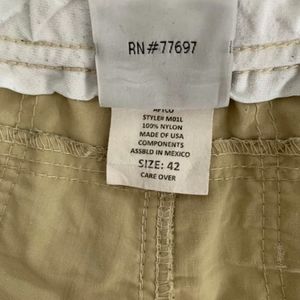 RN#77697
AFTCO
STYLE# M01L
100% NYLON
MADE OF USA
COMPONENTS
ASSBLD IN MEXICO
SIZE: 42
CARE OVER